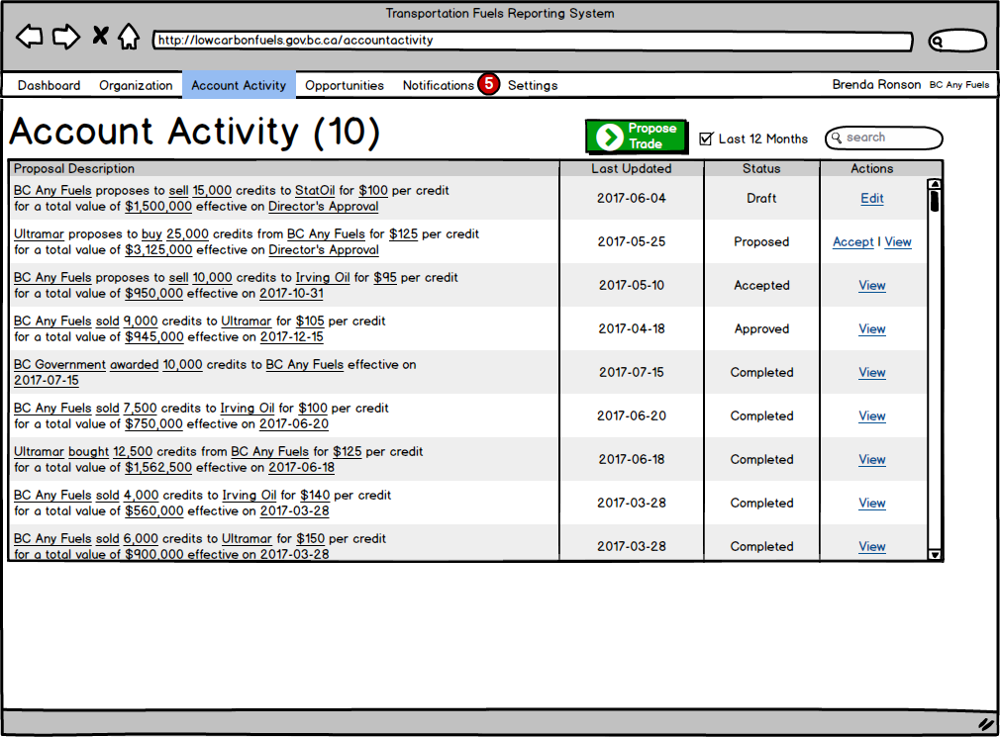 Transportation Fuels Reporting System
http://lowcarbonfuels.gov.bc.ca/accountactivity
Dashboard Organization Account Activity Opportunities Notifications 5 Settings Brenda Ronson BC Any Fuels
Account Activity (10)
Propose
Trade
Last 12 Months
search
Proposal Description Last Updated Status Actions
BC Any Fuels proposes to sell 15,000 credits to StatOil for $100 per credit
for a total value of $1,500,000 effective on Director's Approval
2017-06-04 Draft Edit
Ultramar proposes to buy 25,000 credits from BC Any Fuels for $125 per credit
for a total value of $3,125,000 effective on Director's Approval
2017-05-25 Proposed Accept | View
BC Any Fuels proposes to sell 10,000 credits to Irving Oil for $95 per credit
for a total value of $950,000 effective on 2017-10-31
2017-05-10 Accepted View
BC Any Fuels sold 9,000 credits to Ultramar for $105 per credit
for a total value of $945,000 effective on 2017-12-15
2017-04-18 Approved View
BC Government awarded 10,000 credits to BC Any Fuels effective on
2017-07-15
2017-07-15 Completed View
BC Any Fuels sold 7,500 credits to Irving Oil for $100 per credit
for a total value of $750,000 effective on 2017-06-20
2017-06-20 Completed View
Ultramar bought 12,500 credits from BC Any Fuels for $125 per credit
for a total value of $1,562,500 effective on 2017-06-18
2017-06-18 Completed View
BC Any Fuels sold 4,000 credits to Irving Oil for $140 per credit
for a total value of $560,000 effective on 2017-03-28
2017-03-28 Completed View
BC Any Fuels sold 6,000 credits to Ultramar for $150 per credit
for a total value of $900,000 effective on 2017-03-28
2017-03-28 Completed View